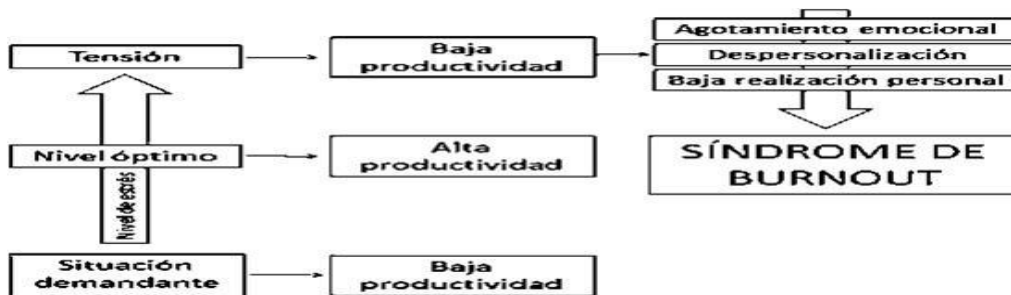 Tensión
Baja
productividad
Agotamiento emocional
Despersonalización
Baja realización personal
Nivel óptimo
Alta
productividad
SÍNDROME DE
BURNOUT
Nivel de estrés
Situación
demandante
Baja
productividad